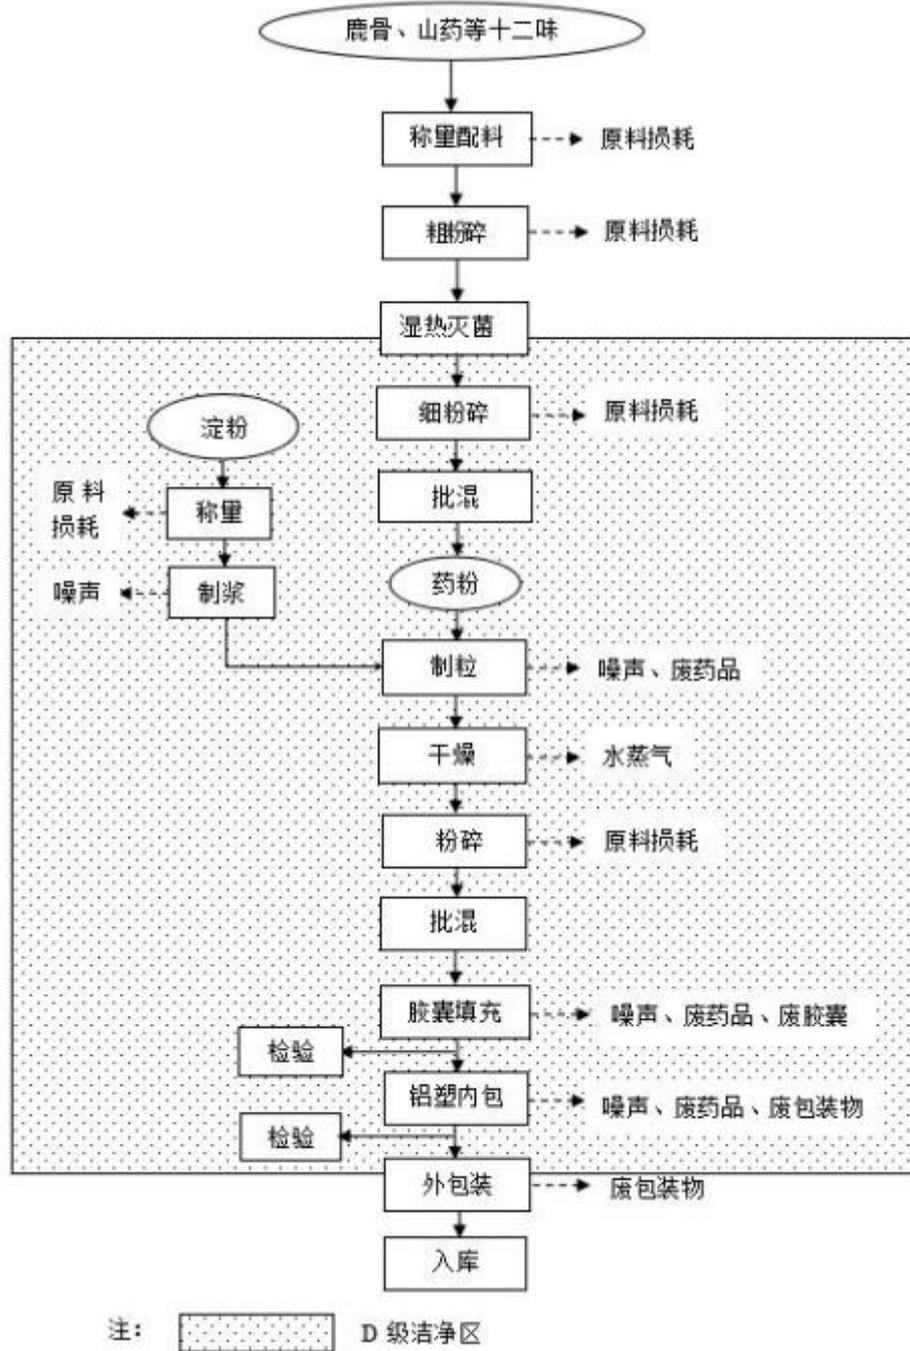 鹿骨、山药等十二味
称量配料
原料损耗
粗粉碎
原料损耗
湿热灭菌
细粉碎
原料损耗
淀粉
批混
原料
损耗
称量
药粉
噪声
制浆
制粒
噪声、废药品
干燥
水蒸气
粉碎
原料损耗
批混
胶囊填充
噪声、废药品、废胶囊
检验
铝塑内包
噪声、废药品、废包装物
检验
外包装
废包装物
入库
注：
D 级洁净区